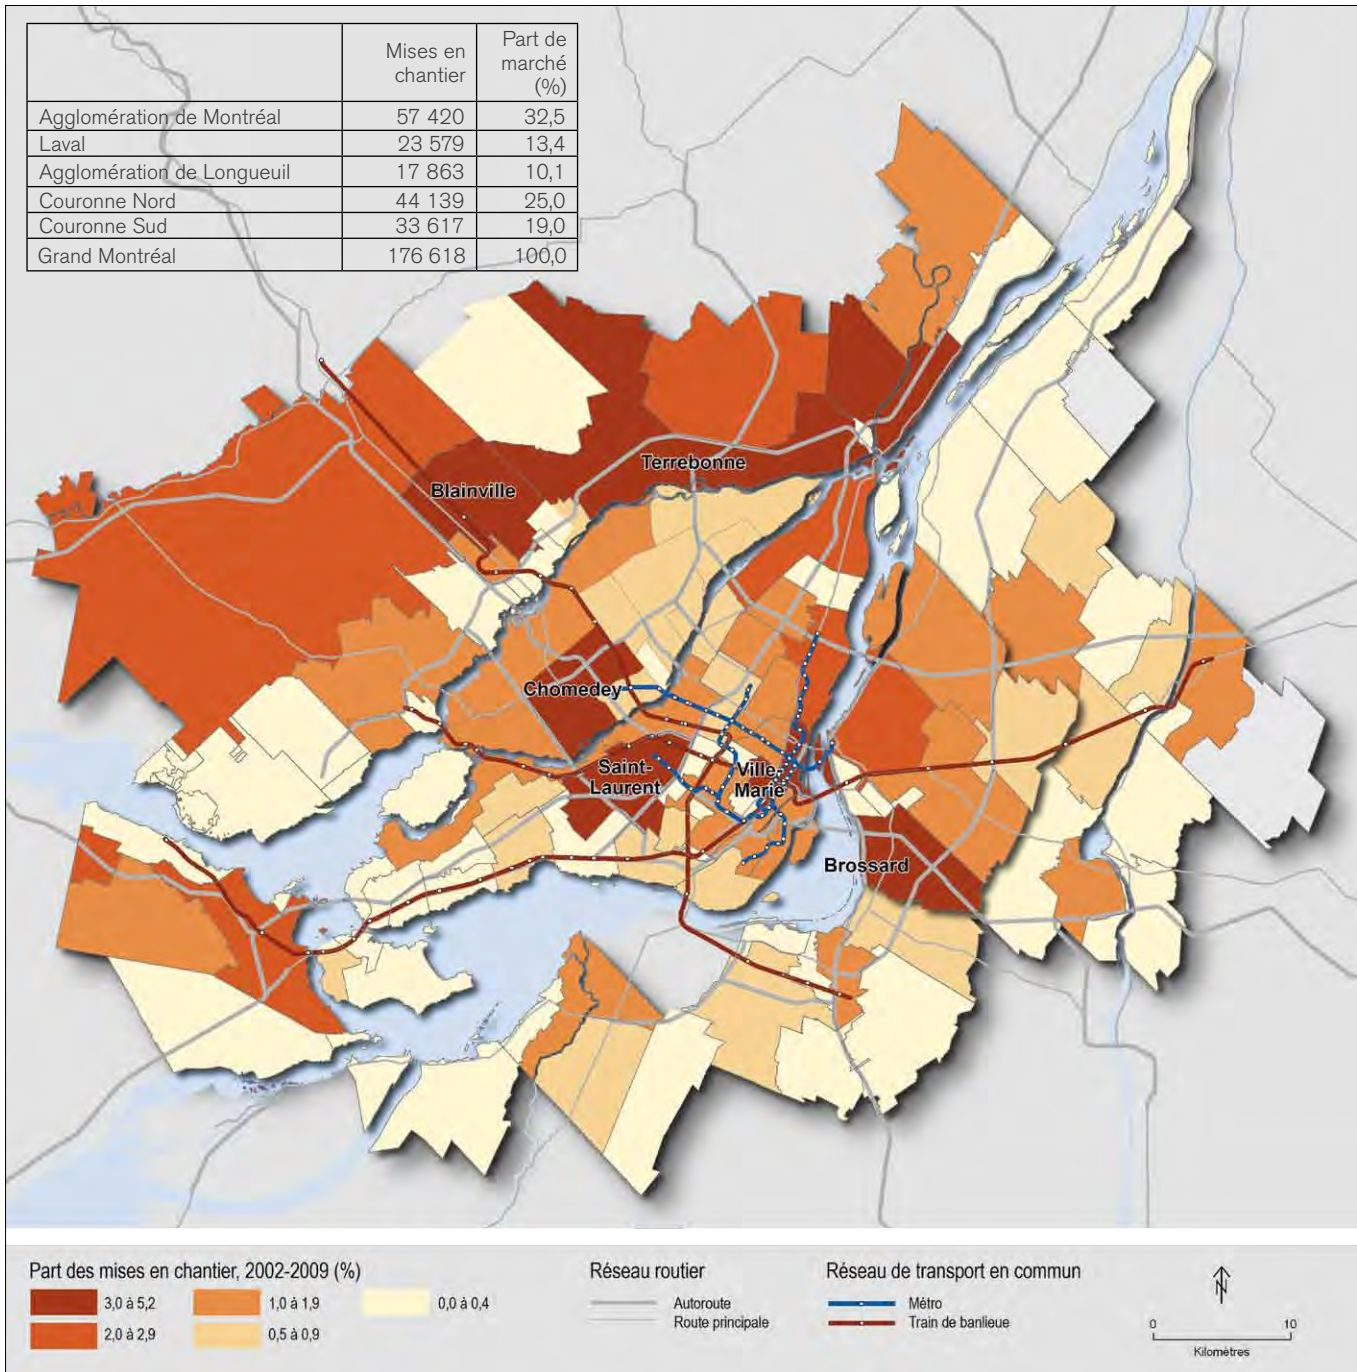 Mises en chantier Part de marché (%)
Agglomération de Montréal 57 420 32,5
Laval 23 579 13,4
Agglomération de Longueuil 17 863 10,1
Couronne Nord 44 139 25,0
Couronne Sud 33 617 19,0
Grand Montréal 176 618 100,0
Terrebonne
Blainville
Chomedey
Saint-
Laurent
Ville-
Marie
Brossard
Part des mises en chantier, 2002-2009 (%)
3,0 à 5,2
1,0 à 1,9
0,0 à 0,4
2,0 à 2,9
0,5 à 0,9
Réseau routier
Autoroute
Route principale
Réseau de transport en commun
Métro
Train de banlieue
N
0 10
Kilomètres